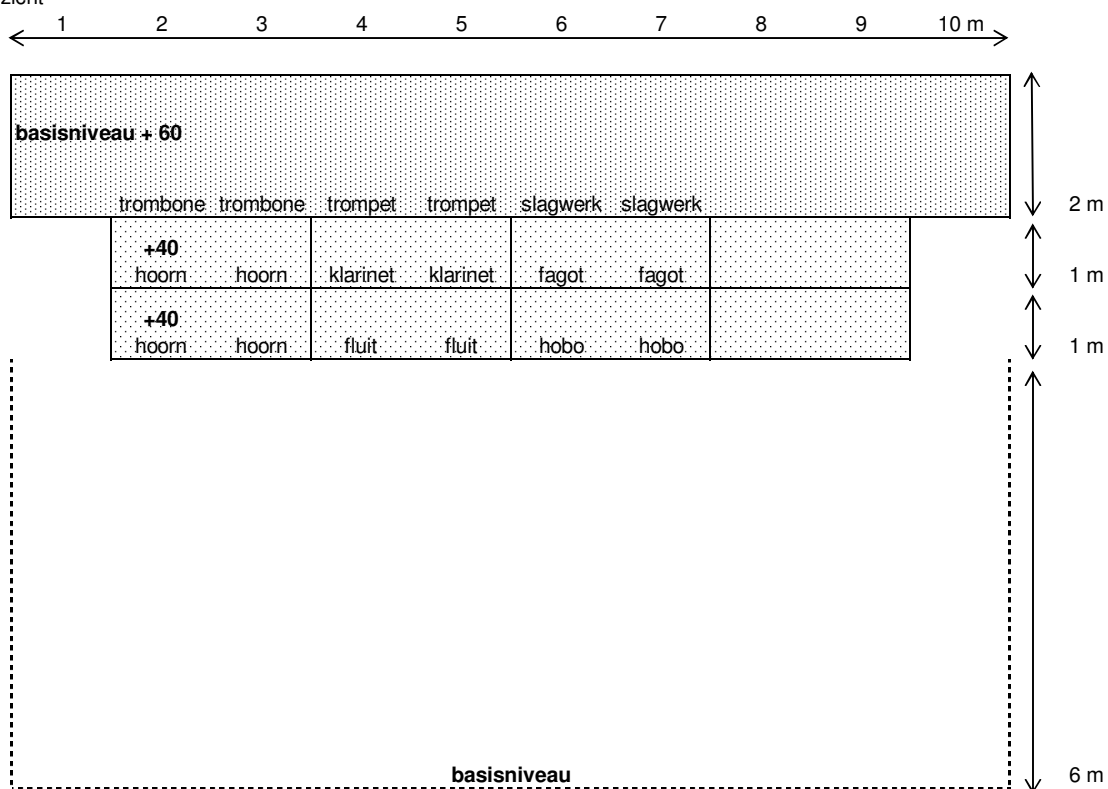 1 2 3 4 5 6 7 8 9 10 m
basisniveau + 60
trombone trombone trompet trompet slagwerk slagwerk 2 m
+40
hoorn hoorn klarinet klarinet fagot fagot 1 m
+40
hoorn hoorn fluit fluit hobo hobo 1 m
basisniveau 6 m